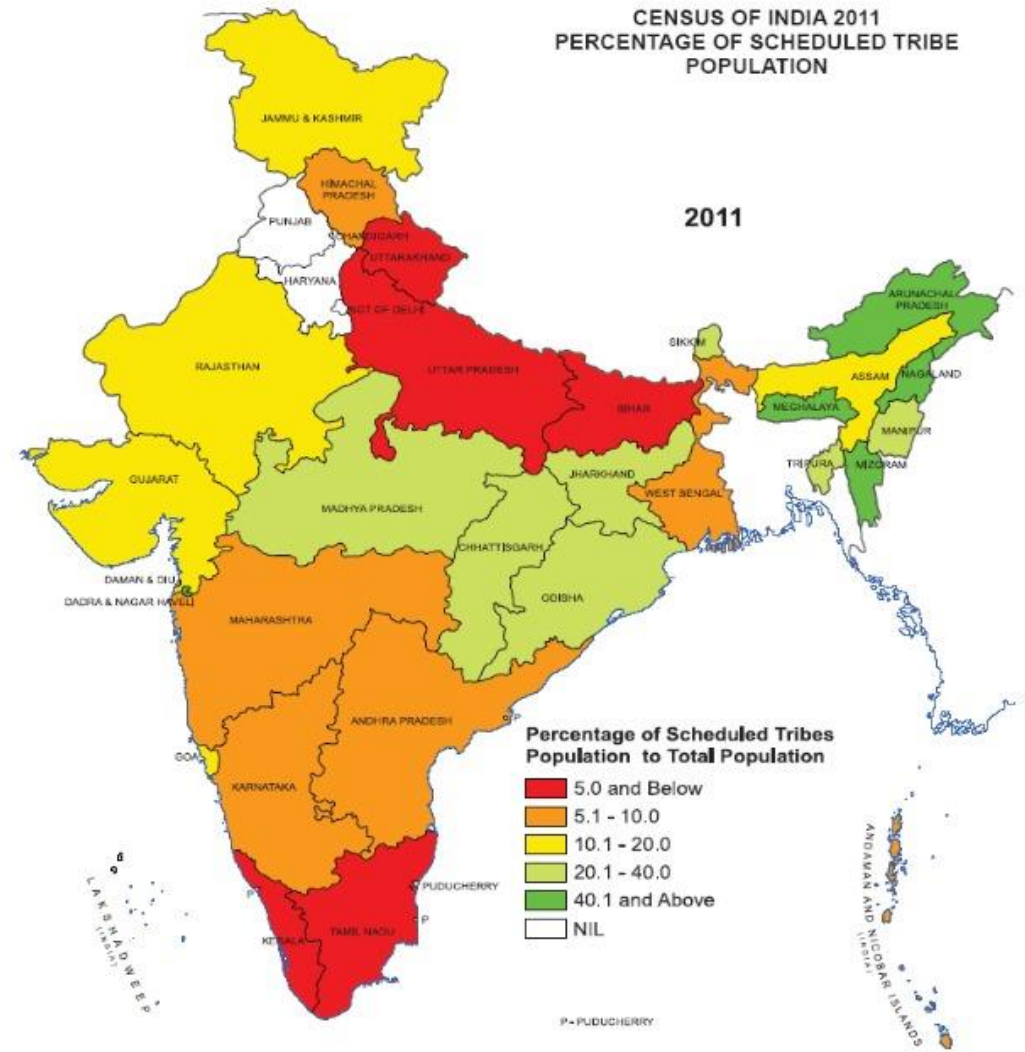 CENSUS OF INDIA 2011
PERCENTAGE OF SCHEDULED TRIBE
POPULATION
2011
JAMMU & KASHMIR
HIMACHAL
PRADESH
PUNJAB
CHANDIGARH
UTTARAKHAND
HARYANA
NCT OF DELHI
ARUNACHAL
PRADESH
SIKKIM
RAJASTHAN
UTTAR PRADESH
ASSAM
NAGALAND
BIHAR
MEGHALAYA
MANIPUR
TRIPURA
MIZORAM
GUJARAT
JHARKHAND
WEST BENGAL
MADHYA PRADESH
CHHATTISGARH
DAMAN & DIU
DADRA & NAGAR HAVELI
ODISHA
MAHARASHTRA
P
ANDHRA PRADESH
GOA
KARNATAKA
Percentage of Scheduled Tribes
Population to Total Population
5.0 and Below
5.1 - 10.0
10.1 - 20.0
20.1 - 40.0
40.1 and Above
NIL
LAKSHADWEEP
(INDIA)
P
PUDUCHERRY
P
KERALA
TAMIL NADU
ANDAMAN AND NICOBAR ISLANDS
(INDIA)
P - PUDUCHERRY